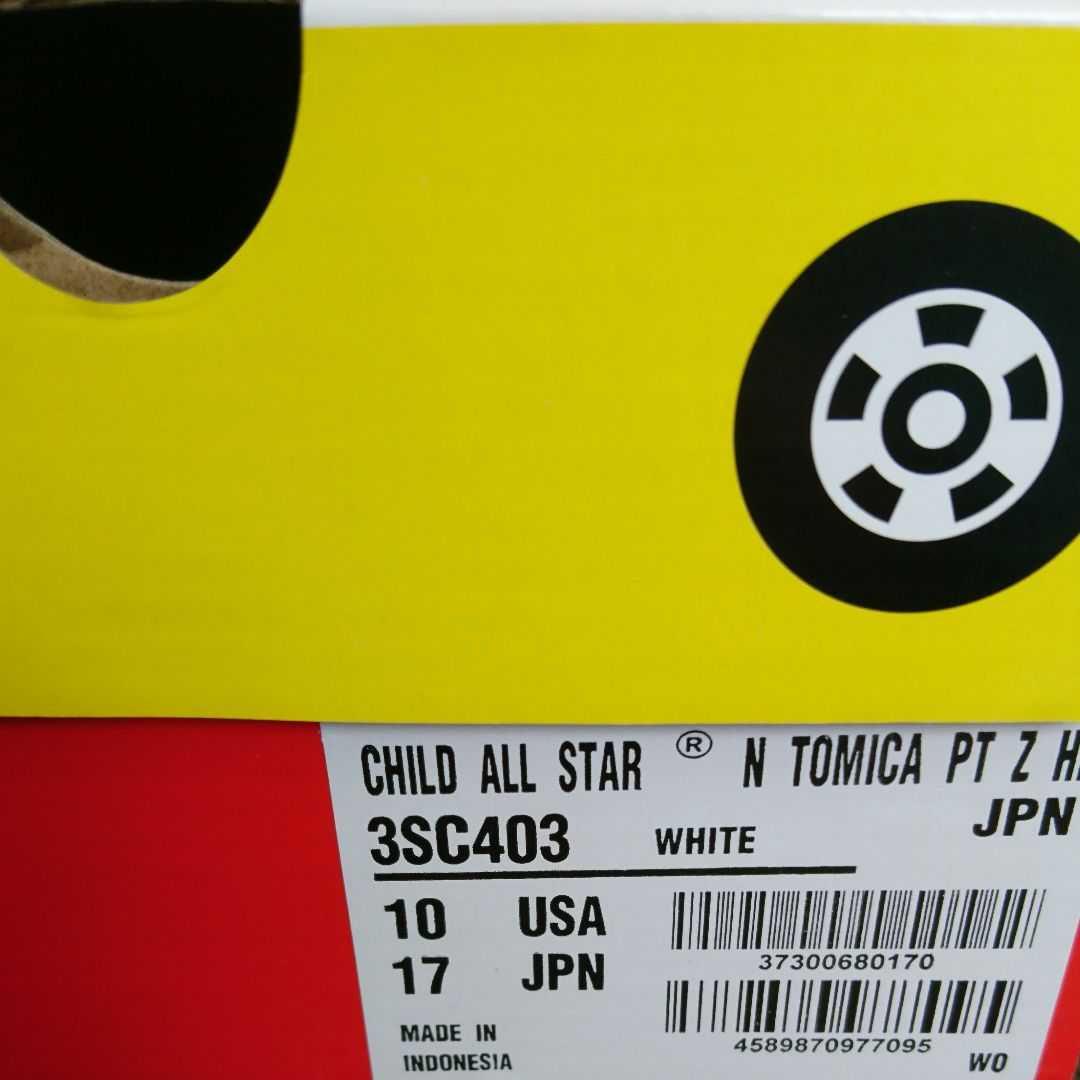 CHILD ALL STAR ® N TOMICA PT Z
JPN
3SC403 WHITE
10 USA
17 JPN
37300680170
4589870977095
MADE IN
INDONESIA
WO